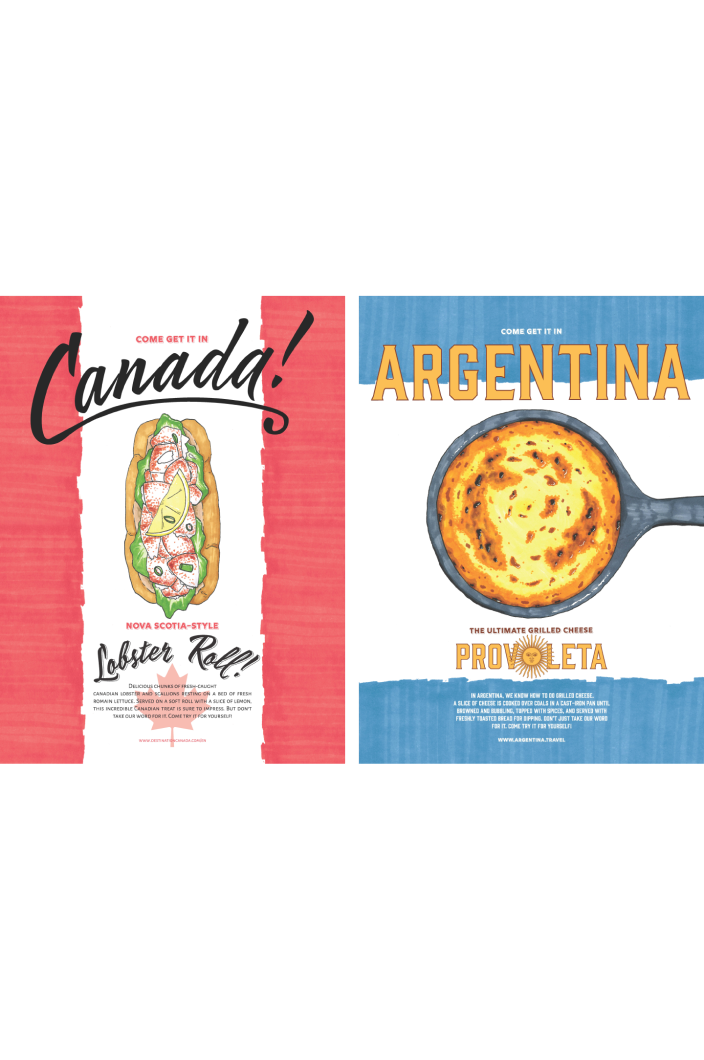 COME GET IT IN
Canada!
NOVA SCOTIA-STYLE
Lobster Roll!
DELICIOUS CHUNKS OF FRESH-CAUGHT
CANADIAN LOBSTER AND SCALLIONS RESTING ON A BED OF FRESH
ROMAIN LETTUCE. SERVED ON A SOFT ROLL WITH A SLICE OF LEMON,
THIS INCREDIBLE CANADIAN TREAT IS SURE TO IMPRESS. BUT DON'T
TAKE OUR WORD FOR IT. COME TRY IT FOR YOURSELF!
COME GET IT IN
ARGENTINA
THE ULTIMATE GRILLED CHEESE
PROVOLETA
IN ARGENTINA, WE KNOW HOW TO DO GRILLED CHEESE.
A SLICE OF CHEESE IS COOKED OVER COALS IN A CAST-IRON PAN UNTIL
BROWNED AND BUBBLING, TOPPED WITH SPICES, AND SERVED WITH
FRESHLY TOASTED BREAD FOR DIPPING. DON'T JUST TAKE OUR WORD
FOR IT. COME TRY IT FOR YOURSELF!
WWW.ARGENTINA.TRAVEL